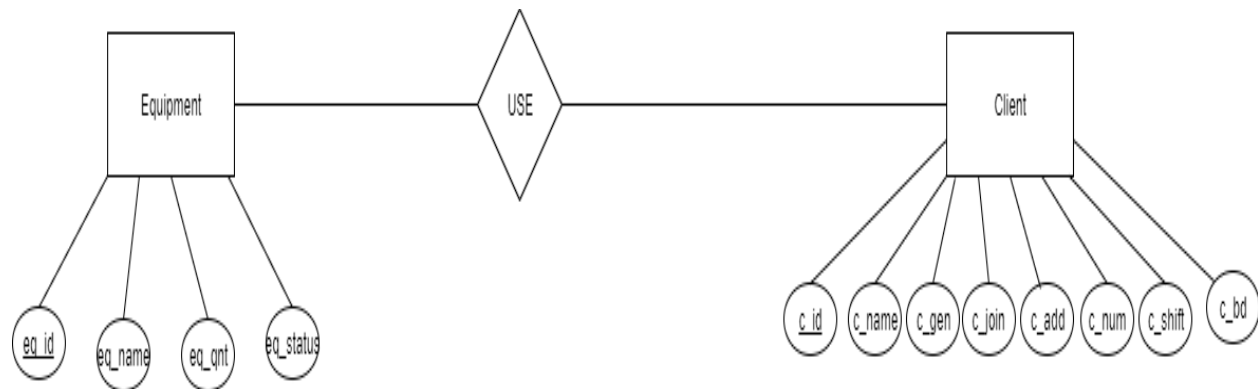 Equipment
USE
Client
eq_id
eq_name
eq_qnt
eq_status
c_id
c_name
c_gen
c_join
c_add
c_num
c_shift
c_bd